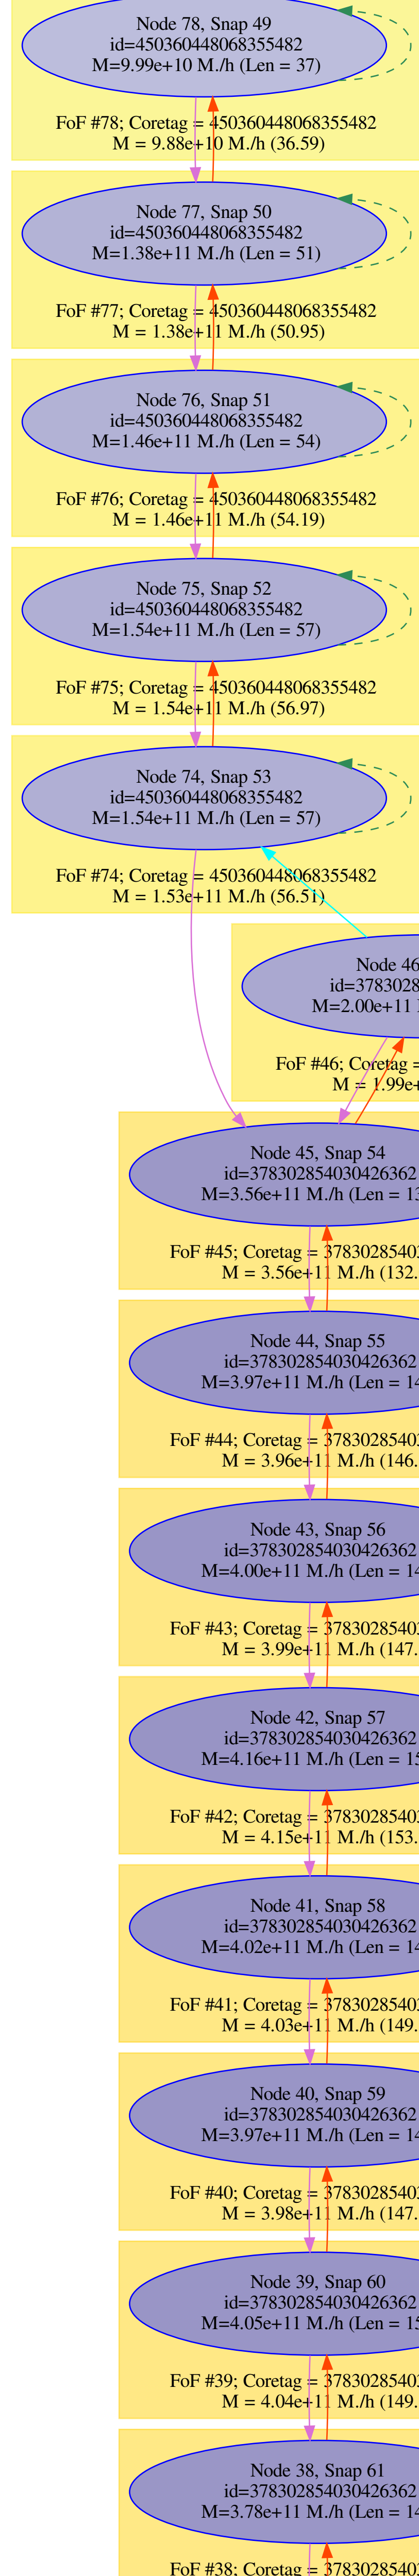 Node 78, Snap 49
id=450360448068355482
M=9.99e+10 M./h (Len = 37)
FoF #78; Coretag = 450360448068355482
M = 9.88e+10 M./h (36.59)
Node 77, Snap 50
id=450360448068355482
M=1.38e+11 M./h (Len = 51)
FoF #77; Coretag = 450360448068355482
M = 1.38e+11 M./h (50.95)
Node 76, Snap 51
id=450360448068355482
M=1.46e+11 M./h (Len = 54)
FoF #76; Coretag = 450360448068355482
M = 1.46e+11 M./h (54.19)
Node 75, Snap 52
id=450360448068355482
M=1.54e+11 M./h (Len = 57)
FoF #75; Coretag = 450360448068355482
M = 1.54e+11 M./h (56.97)
Node 74, Snap 53
id=450360448068355482
M=1.54e+11 M./h (Len = 57)
FoF #74; Coretag = 450360448068355482
M = 1.53e+11 M./h (56.51)
Node 46
id=3783028
M=2.00e+11
FoF #46; Coretag =
M = 1.99e+
Node 45, Snap 54
id=378302854030426362
M=3.56e+11 M./h (Len = 13
FoF #45; Coretag = 37830285403
M = 3.56e+11 M./h (132.
Node 44, Snap 55
id=378302854030426362
M=3.97e+11 M./h (Len = 14
FoF #44; Coretag = 37830285403
M = 3.96e+11 M./h (146.
Node 43, Snap 56
id=378302854030426362
M=4.00e+11 M./h (Len = 14
FoF #43; Coretag = 37830285403
M = 3.99e+11 M./h (147.
Node 42, Snap 57
id=378302854030426362
M=4.16e+11 M./h (Len = 15
FoF #42; Coretag = 37830285403
M = 4.15e+11 M./h (153.
Node 41, Snap 58
id=378302854030426362
M=4.02e+11 M./h (Len = 14
FoF #41; Coretag = 37830285403
M = 4.03e+11 M./h (149.
Node 40, Snap 59
id=378302854030426362
M=3.97e+11 M./h (Len = 14
FoF #40; Coretag = 37830285403
M = 3.98e+11 M./h (147.
Node 39, Snap 60
id=378302854030426362
M=4.05e+11 M./h (Len = 15
FoF #39; Coretag = 37830285403
M = 4.04e+11 M./h (149.
Node 38, Snap 61
id=378302854030426362
M=3.78e+11 M./h (Len = 14
FoF #38; Coretag = 37830285403